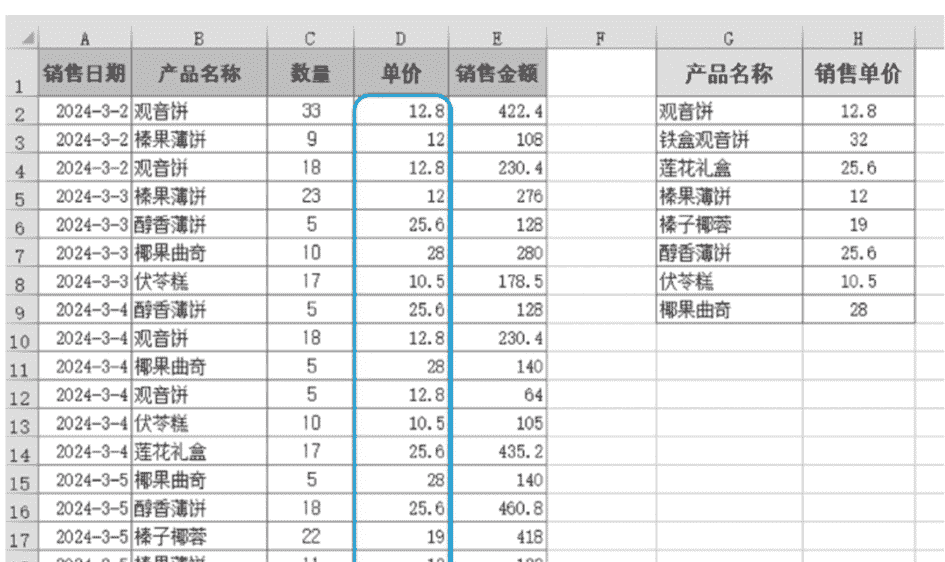 A B C D E F G H
1 销售日期 产品名称 数量 单价 销售金额 产品名称 销售单价
2 2024-3-2 观音饼 33 12.8 422.4 观音饼 12.8
3 2024-3-2 榛果薄饼 9 12 108 铁盒观音饼 32
4 2024-3-2 观音饼 18 12.8 230.4 莲花礼盒 25.6
5 2024-3-3 榛果薄饼 23 12 276 榛果薄饼 12
6 2024-3-3 醇香薄饼 5 25.6 128 榛子椰蓉 19
7 2024-3-3 椰果曲奇 10 28 280 醇香薄饼 25.6
8 2024-3-3 伏苓糕 17 10.5 178.5 伏苓糕 10.5
9 2024-3-4 醇香薄饼 5 25.6 128 椰果曲奇 28
10 2024-3-4 观音饼 18 12.8 230.4
11 2024-3-4 椰果曲奇 5 28 140
12 2024-3-4 观音饼 5 12.8 64
13 2024-3-4 伏苓糕 10 10.5 105
14 2024-3-4 莲花礼盒 17 25.6 435.2
15 2024-3-5 椰果曲奇 5 28 140
16 2024-3-5 醇香薄饼 18 25.6 460.8
17 2024-3-5 榛子椰蓉 22 19 418